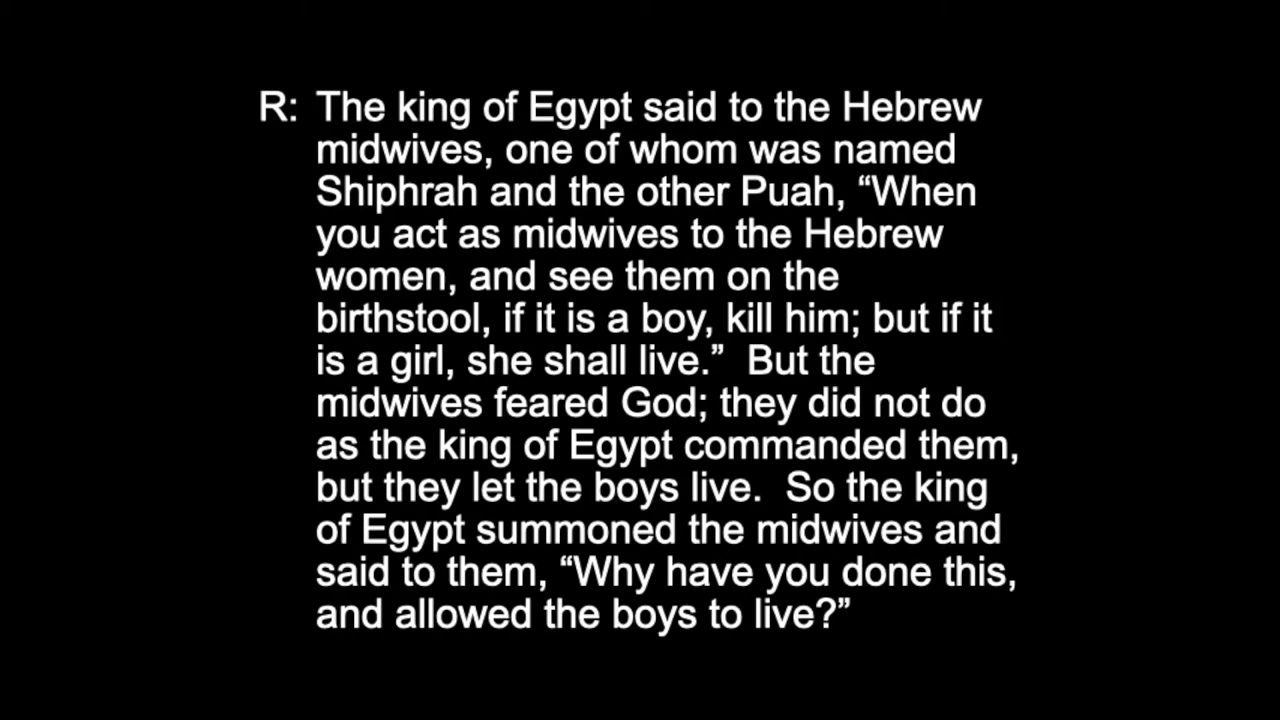 R: The king of Egypt said to the Hebrew
midwives, one of whom was named
Shiphrah and the other Puah, “When
you act as midwives to the Hebrew
women, and see them on the
birthstool, if it is a boy, kill him; but if it
is a girl, she shall live.”  But the
midwives feared God; they did not do
as the king of Egypt commanded them,
but they let the boys live.  So the king
of Egypt summoned the midwives and
said to them, “Why have you done this,
and allowed the boys to live?”